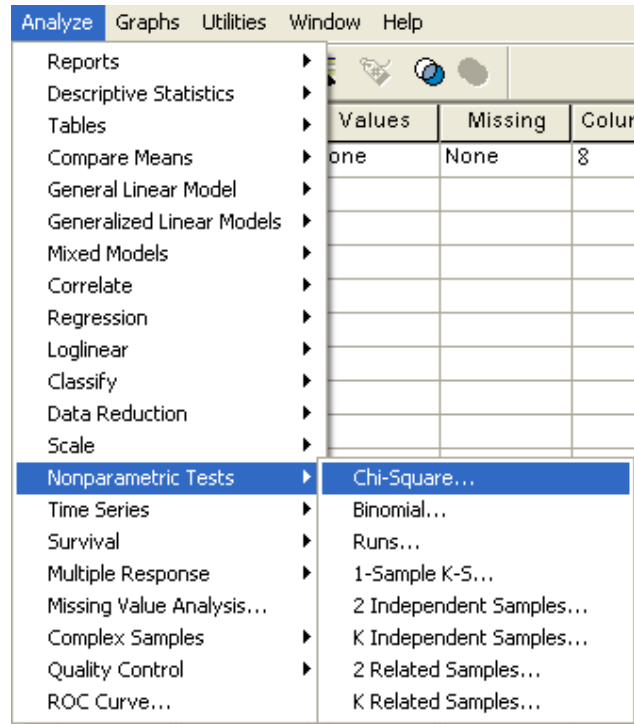 Analyze Graphs Utilities Window Help
Reports
Descriptive Statistics
Tables
Compare Means
General Linear Model
Generalized Linear Models
Mixed Models
Correlate
Regression
Loglinear
Classify
Data Reduction
Scale
Nonparametric Tests
Time Series
Survival
Multiple Response
Missing Value Analysis...
Complex Samples
Quality Control
ROC Curve...
Values Missing Colur
one None 8
Chi-Square...
Binomial...
Runs...
1-Sample K-S...
2 Independent Samples...
K Independent Samples...
2 Related Samples...
K Related Samples...